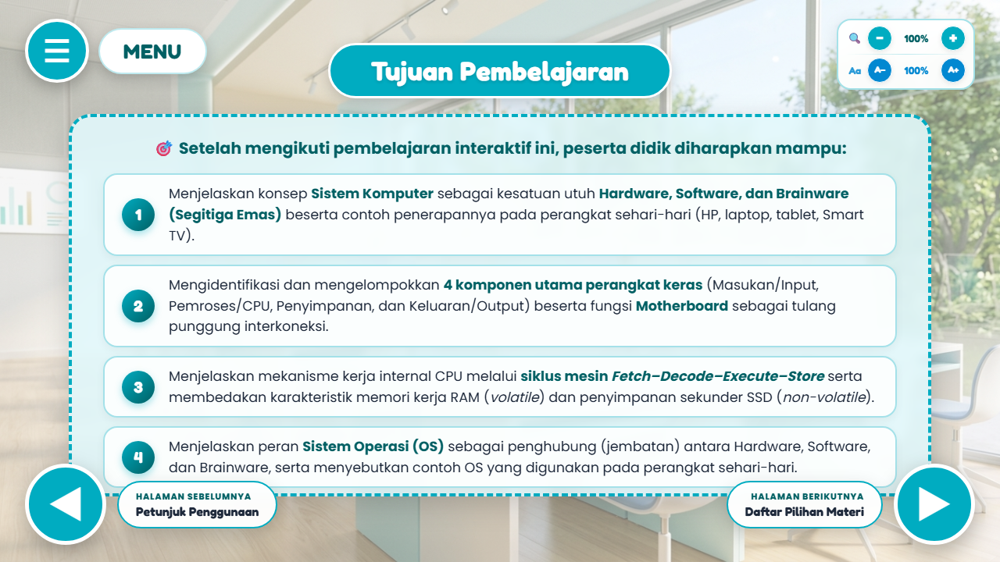 MENU
Tujuan Pembelajaran
100%
Aa A- 100% A+
Setelah mengikuti pembelajaran interaktif ini, peserta didik diharapkan mampu:
1
Menjelaskan konsep Sistem Komputer sebagai kesatuan utuh Hardware, Software, dan Brainware
(Segitiga Emas) beserta contoh penerapannya pada perangkat sehari-hari (HP, laptop, tablet, Smart
TV).
2
Mengidentifikasi dan mengelompokkan 4 komponen utama perangkat keras (Masukan/Input,
Pemroses/CPU, Penyimpanan, dan Keluaran/Output) beserta fungsi Motherboard sebagai tulang
punggung interkoneksi.
3
Menjelaskan mekanisme kerja internal CPU melalui siklus mesin Fetch–Decode–Execute–Store serta
membedakan karakteristik memori kerja RAM (volatile) dan penyimpanan sekunder SSD (non-volatile).
4
Menjelaskan peran Sistem Operasi (OS) sebagai penghubung (jembatan) antara Hardware, Software,
dan Brainware, serta menyebutkan contoh OS yang digunakan pada perangkat sehari-hari.
HALAMAN SEBELUMNYA
Petunjuk Penggunaan
HALAMAN BERIKUTNYA
Daftar Pilihan Materi